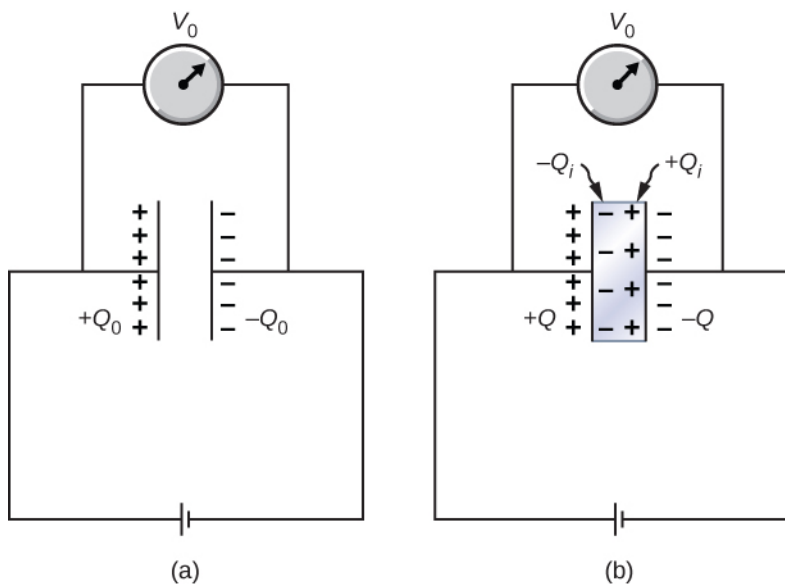 V₀
V₀
–Qᵢ
+Qᵢ
+Q₀
–Q₀
+Q
–Q
(a)
(b)